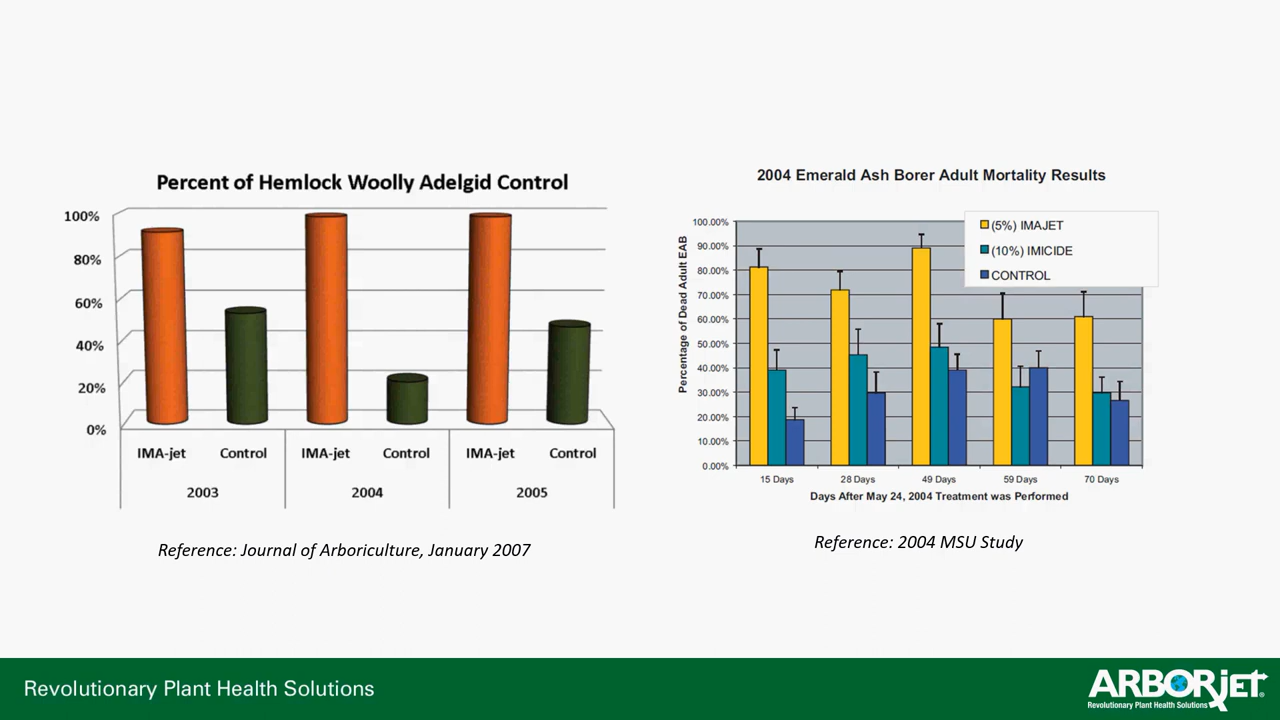 Percent of Hemlock Woolly Adelgid Control
100%
80%
60%
40%
20%
0%
IMA-jet Control IMA-jet Control IMA-jet Control
2003 2004 2005
Reference: Journal of Arboriculture, January 2007
2004 Emerald Ash Borer Adult Mortality Results
Percentage of Dead Adult EAB
100.00%
90.00%
80.00%
70.00%
60.00%
50.00%
40.00%
30.00%
20.00%
10.00%
0.00%
(5%) IMAJET
(10%) IMICIDE
CONTROL
15 Days 28 Days 49 Days 59 Days 70 Days
Days After May 24, 2004 Treatment was Performed
Reference: 2004 MSU Study
Revolutionary Plant Health Solutions
ARBORjET®
Revolutionary Plant Health Solutions